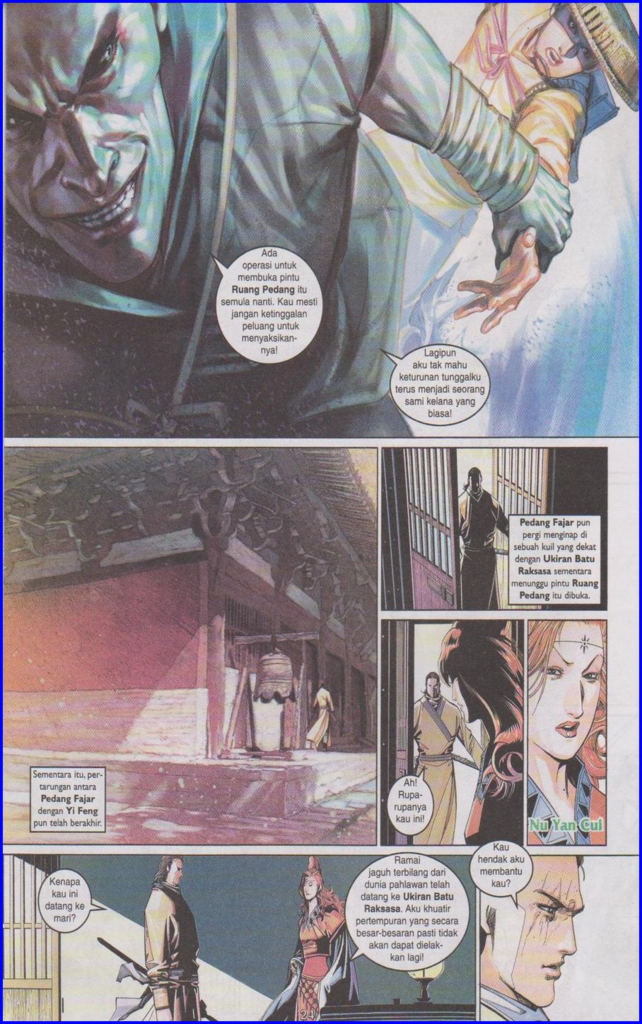 Ada
operasi untuk
membuka pintu
Ruang Pedang itu
semula nanti. Kau mesti
jangan ketinggalan
peluang untuk
menyaksikan-
nya!
Lagipun
aku tak mahu
keturunan tunggalku
terus menjadi seorang
sami kelana yang
biasa!
Pedang Fajar pun
pergi menginap di
sebuah kuil yang dekat
dengan Ukiran Batu
Raksasa sementara
menunggu pintu Ruang
Pedang itu dibuka.
Sementara itu, per-
tarungan antara
Pedang Fajar
dengan Yi Feng
pun telah berakhir.
Ah!
Rupa-
rupanya
kau ini!
Nu Yan Cui
Kenapa
kau ini
datang ke
mari?
Ramai
jaguh terbilang dari
dunia pahlawan telah
datang ke Ukiran Batu
Raksasa. Aku khuatir
pertempuran yang secara
besar-besaran pasti tidak
akan dapat dielak-
kan lagi!
Kau
hendak aku
membantu
kau?
24